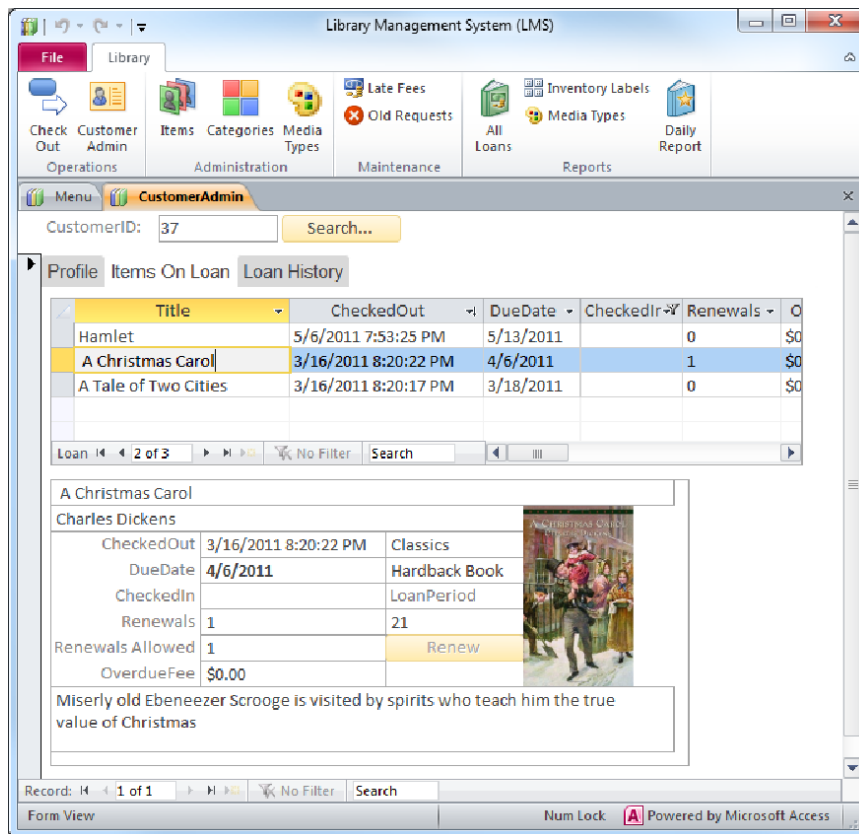 Library Management System (LMS)
File Library
Check Out Customer Admin Items Categories Media Types Late Fees Old Requests All Loans Inventory Labels Media Types Daily Report
Operations Administration Maintenance Reports
Menu CustomerAdmin
CustomerID: 37 Search...
Profile Items On Loan Loan History
Title CheckedOut DueDate CheckedIn Renewals O
Hamlet 5/6/2011 7:53:25 PM 5/13/2011 0 $0
A Christmas Carol 3/16/2011 8:20:22 PM 4/6/2011 1 $0
A Tale of Two Cities 3/16/2011 8:20:17 PM 3/18/2011 0 $0
Loan 2 of 3 No Filter Search
A Christmas Carol
Charles Dickens
A CHRISTMAS CAROL
CHARLES DICKENS
CheckedOut 3/16/2011 8:20:22 PM Classics
DueDate 4/6/2011 Hardback Book
CheckedIn LoanPeriod
Renewals 1 21
Renewals Allowed 1 Renew
OverdueFee $0.00
Miserly old Ebeneezer Scrooge is visited by spirits who teach him the true
value of Christmas
Record: 1 of 1 No Filter Search
Form View Num Lock A Powered by Microsoft Access